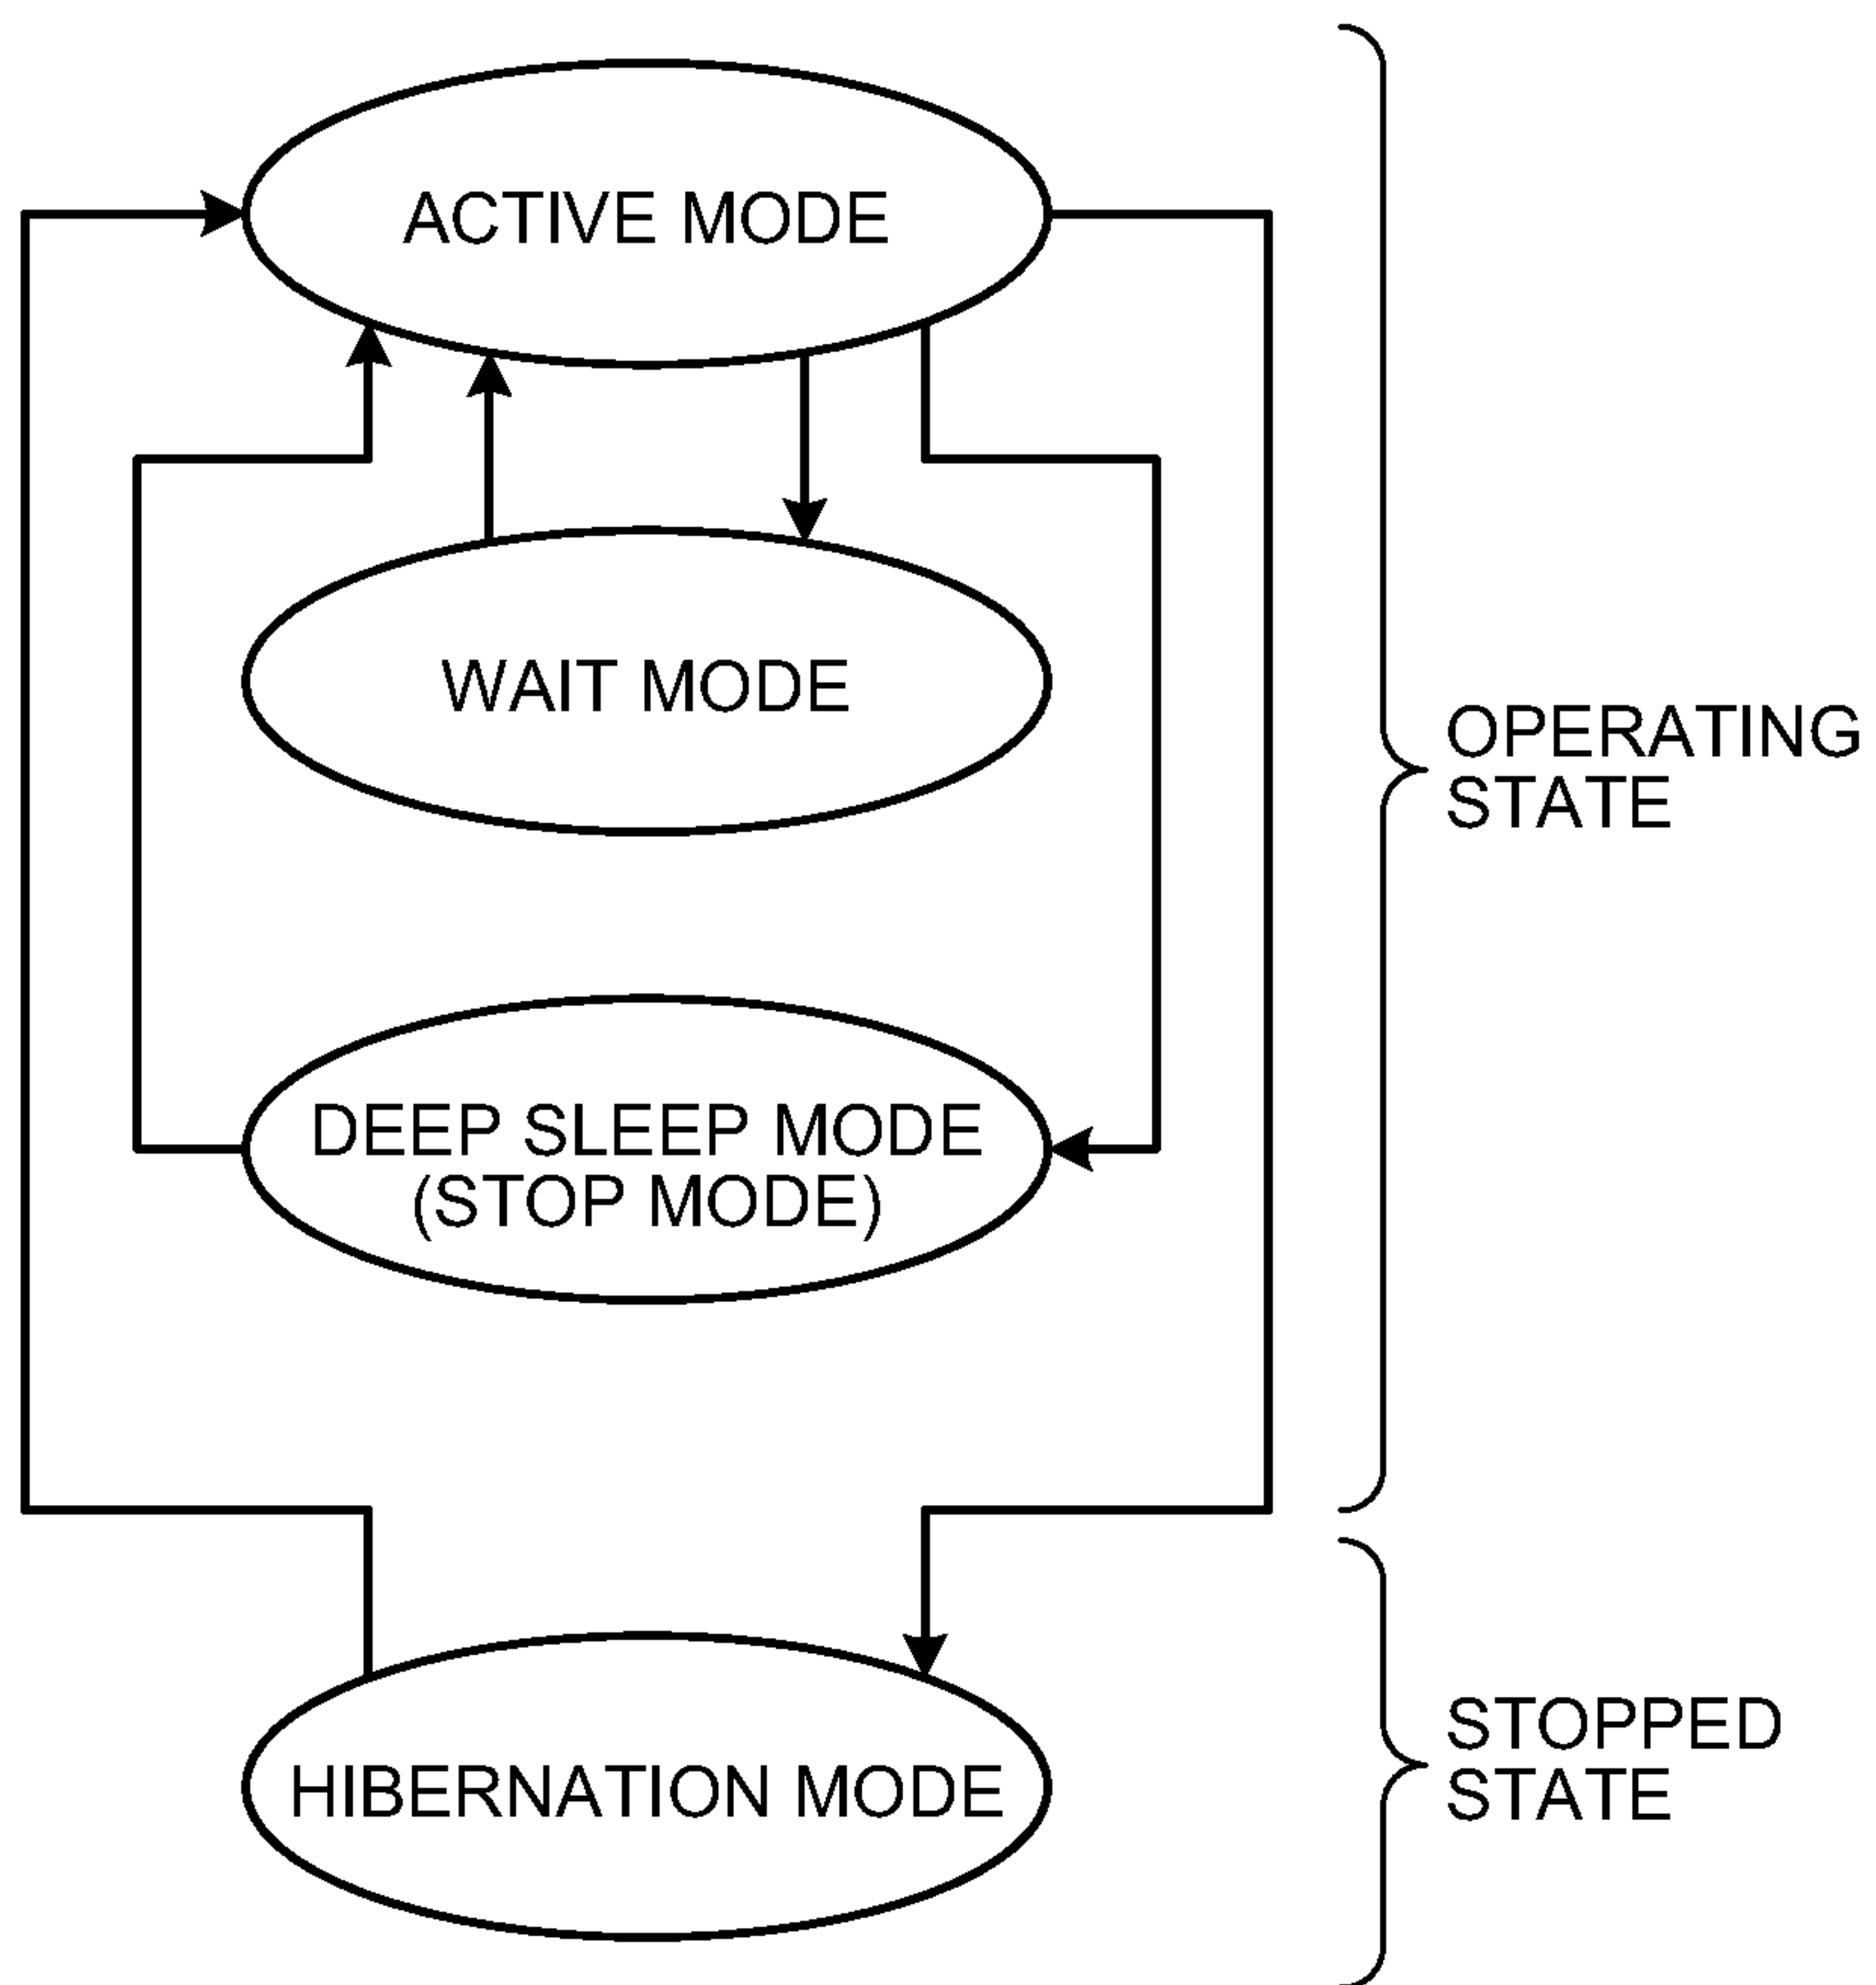 ACTIVE MODE
WAIT MODE
OPERATING
STATE
DEEP SLEEP MODE
(STOP MODE)
STOPPED
STATE
HIBERNATION MODE